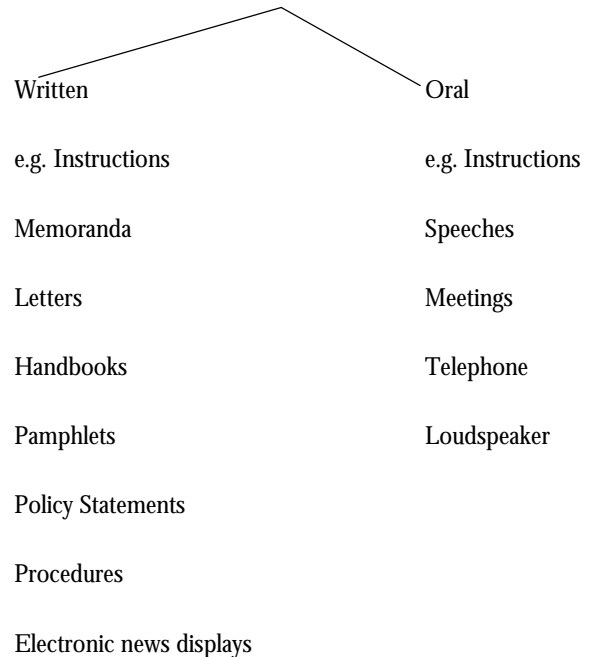 Written Oral
e.g. Instructions e.g. Instructions
Memoranda Speeches
Letters Meetings
Handbooks Telephone
Pamphlets Loudspeaker
Policy Statements
Procedures
Electronic news displays